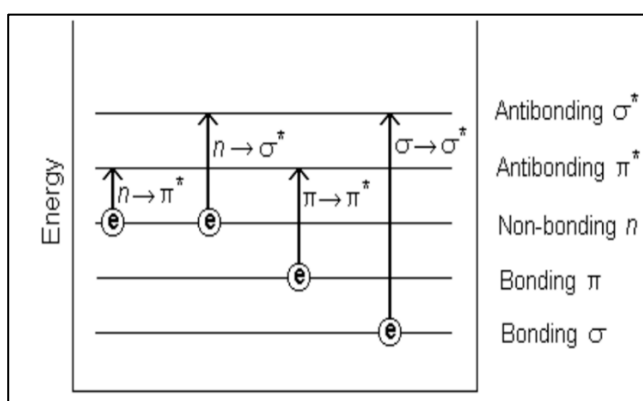 Energy
Antibonding σ*
Antibonding π*
Non-bonding n
Bonding π
Bonding σ
n → π*
n → σ*
π → π*
σ → σ*
e
e
e
e